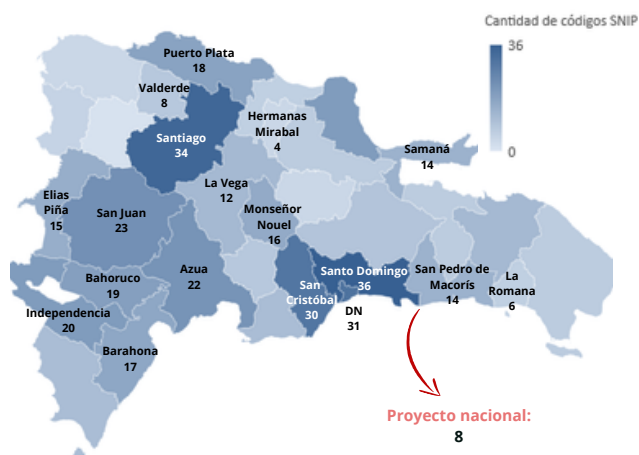 Cantidad de códigos SNIP
36
0
Puerto Plata
18
Valderde
8
Hermanas
Mirabal
4
Santiago
34
Samaná
14
La Vega
12
Elias
Piña
15
San Juan
23
Monseñor
Nouel
16
Bahoruco
19
Azua
22
San
Cristóbal
30
Santo Domingo
36
DN
31
San Pedro de
Macorís
14
La
Romana
6
Independencia
20
Barahona
17
Proyecto nacional:
8